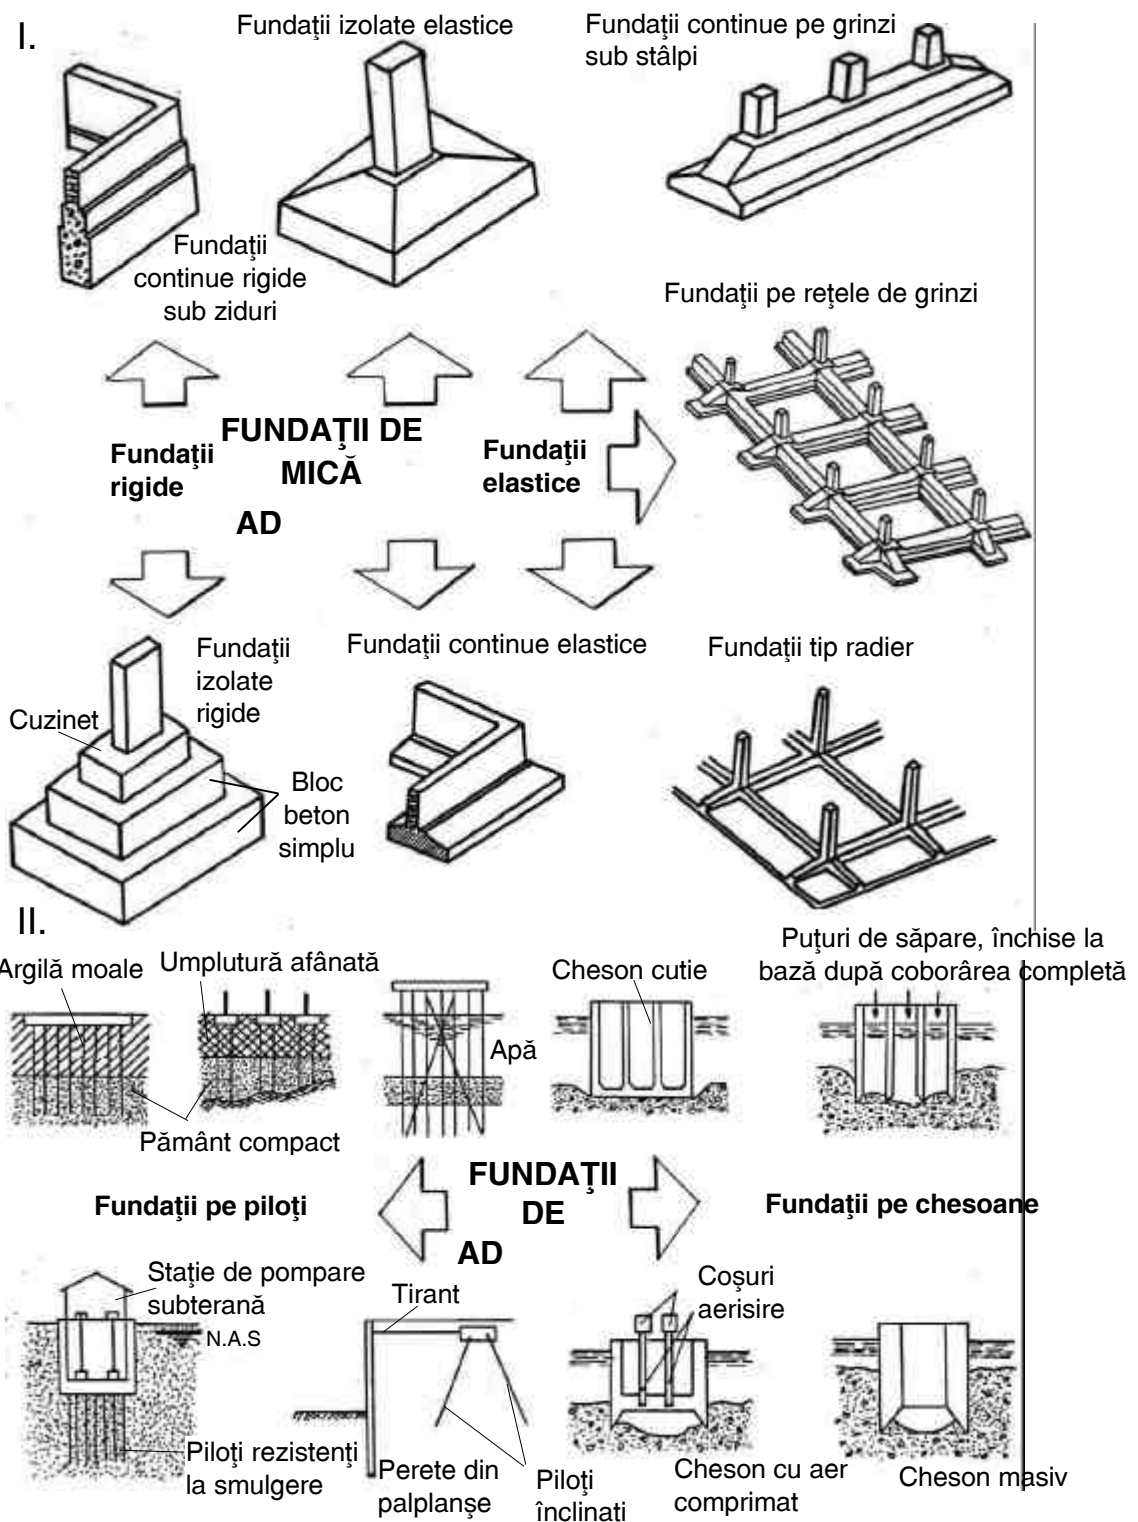 I.
Fundaţii izolate elastice
Fundaţii continue pe grinzi
sub stâlpi
Fundaţii
continue rigide
sub ziduri
Fundaţii pe reţele de grinzi
FUNDAŢII DE
MICĂ
AD
Fundaţii
rigide
Fundaţii
elastice
Fundaţii
izolate
rigide
Cuzinet
Bloc
beton
simplu
Fundaţii continue elastice
Fundaţii tip radier
II.
Argilă moale
Umplutură afânată
Pământ compact
Apă
Cheson cutie
Puţuri de săpare, închise la
bază după coborârea completă
Fundaţii pe piloţi
FUNDAŢII
DE
AD
Fundaţii pe chesoane
Staţie de pompare
subterană
N.A.S
Piloţi rezistenţi
la smulgere
Tirant
Perete din
palplanşe
Piloţi
înclinaţi
Coşuri
aerisire
Cheson cu aer
comprimat
Cheson masiv